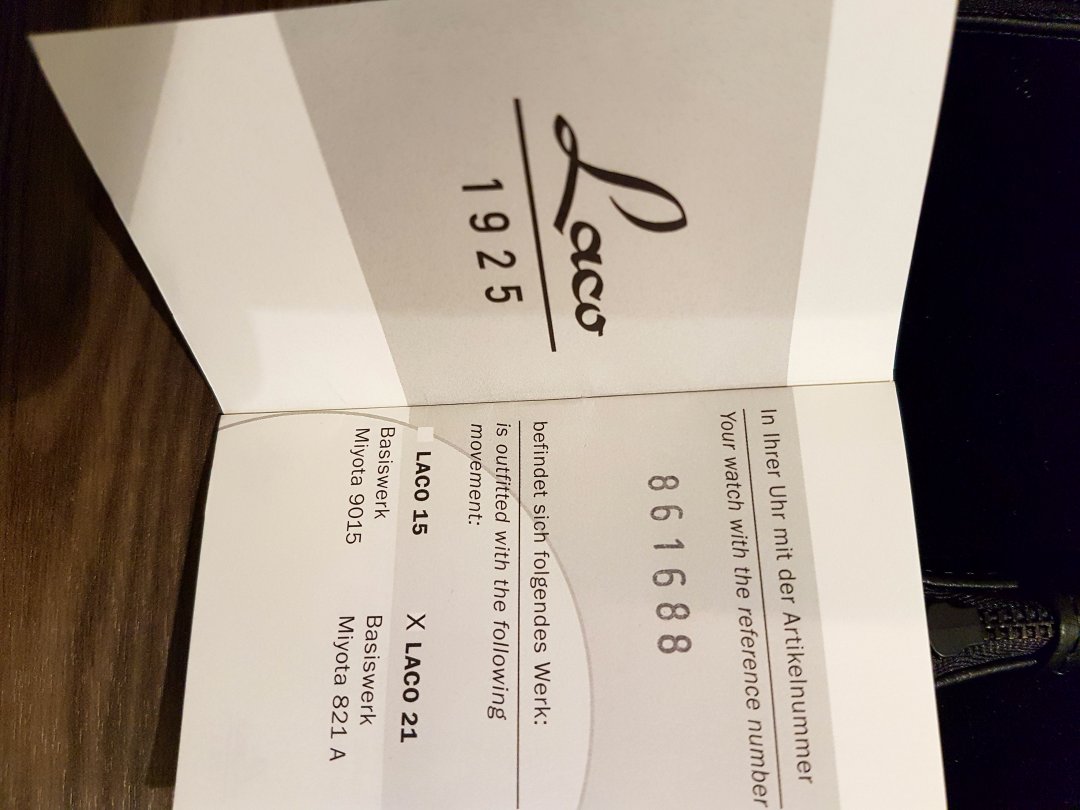 Laco
1925
In Ihrer Uhr mit der Artikelnummer
Your watch with the reference number
861688
befindet sich folgendes Werk:
is outfitted with the following
movement:
LACO 15
Basiswerk
Miyota 9015
X LACO 21
Basiswerk
Miyota 821 A